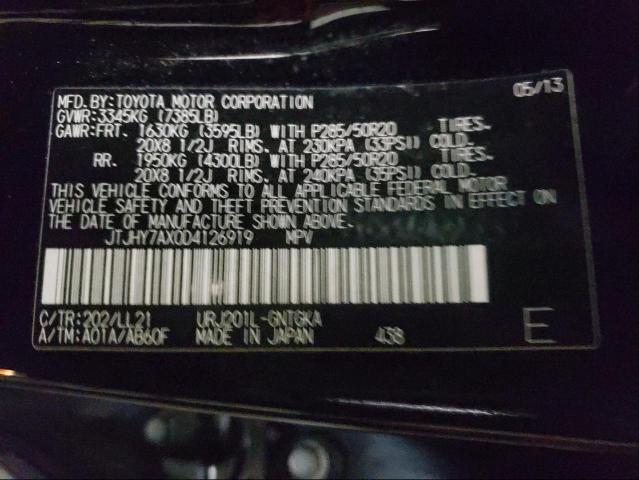 05/13
MFD. BY: TOYOTA MOTOR CORPORATION
GVWR: 3345KG (7385LB)
GAWR: FRT. 1630KG (3595LB) WITH P285/50R20 TIRES.
20X8 1/2J RIMS. AT 230KPA (33PSI) COLD.
RR. 1950KG (4300LB) WITH P285/50R20 TIRES.
20X8 1/2J RIMS. AT 240KPA (35PSI) COLD.
THIS VEHICLE CONFORMS TO ALL APPLICABLE FEDERAL MOTOR
VEHICLE SAFETY AND THEFT PREVENTION STANDARDS IN EFFECT ON
THE DATE OF MANUFACTURE SHOWN ABOVE.
JTJHY7AX0D4126919 MPV
C/TR: 202/LL21 URJ201L-GNTGKA
A/TM: A01A/AB60F MADE IN JAPAN 438 E